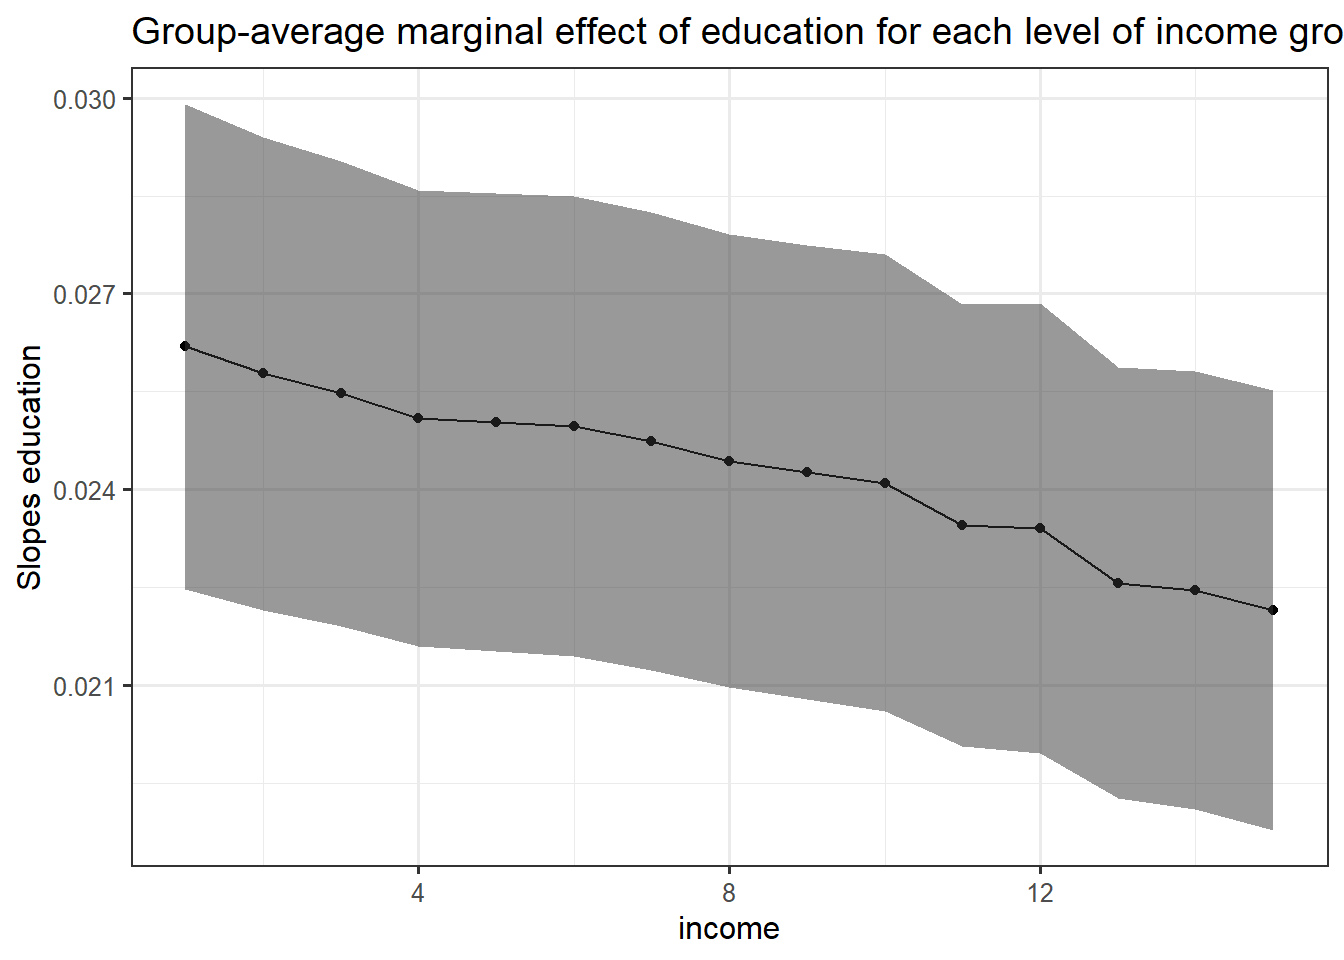 Group-average marginal effect of education for each level of income gro
0.030
0.027
0.024
0.021
Slopes education
4 8 12
income